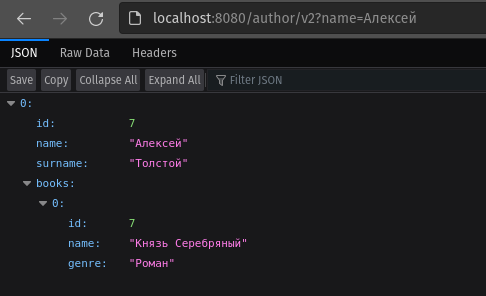 localhost:8080/author/v2?name=Алексей
JSON Raw Data Headers
Save Copy Collapse All Expand All Filter JSON
0:
id: 7
name: "Алексей"
surname: "Толстой"
books:
0:
id: 7
name: "Князь Серебряный"
genre: "Роман"